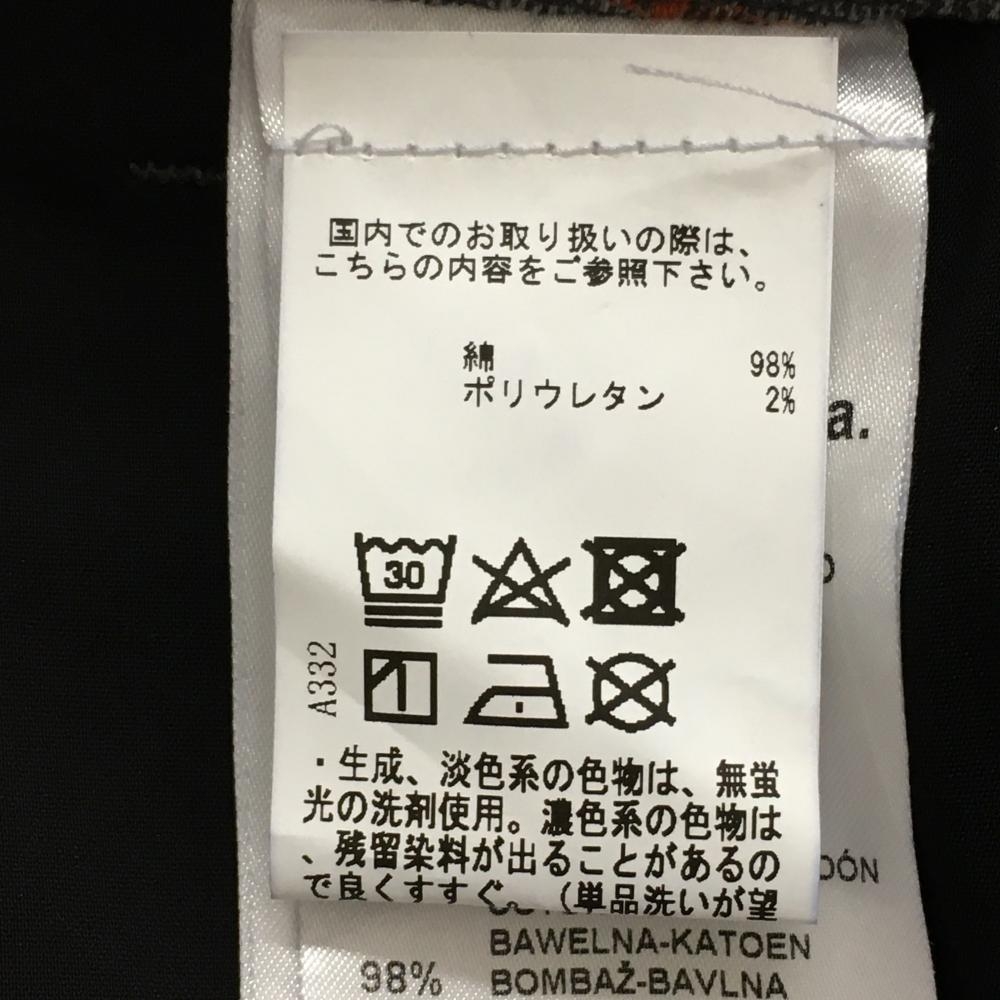 国内でのお取り扱いの際は、
こちらの内容をご参照下さい。
綿 98%
ポリウレタン 2%
a.
30
A332
・生成、淡色系の色物は、無蛍
光の洗剤使用。濃色系の色物は
、残留染料が出ることがあるの
で良くすすぐ。(単品洗いが望
DÓN
BAWELNA-KATOEN
98% BOMBAŽ-BAVLNA